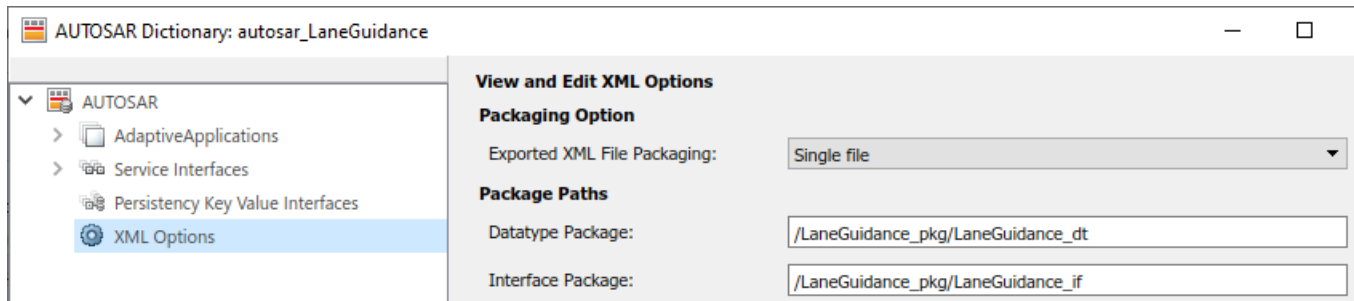 AUTOSAR Dictionary: autosar_LaneGuidance
AUTOSAR
AdaptiveApplications
Service Interfaces
Persistency Key Value Interfaces
XML Options
View and Edit XML Options
Packaging Option
Exported XML File Packaging: Single file
Package Paths
Datatype Package: /LaneGuidance_pkg/LaneGuidance_dt
Interface Package: /LaneGuidance_pkg/LaneGuidance_if